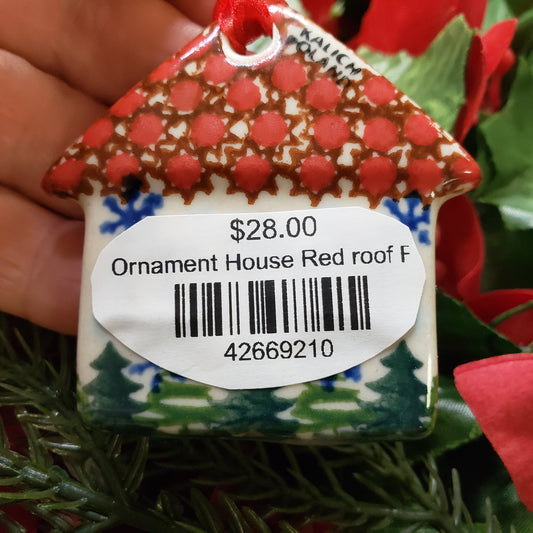 KALICH
POLAND
$28.00
Ornament House Red roof F
42669210